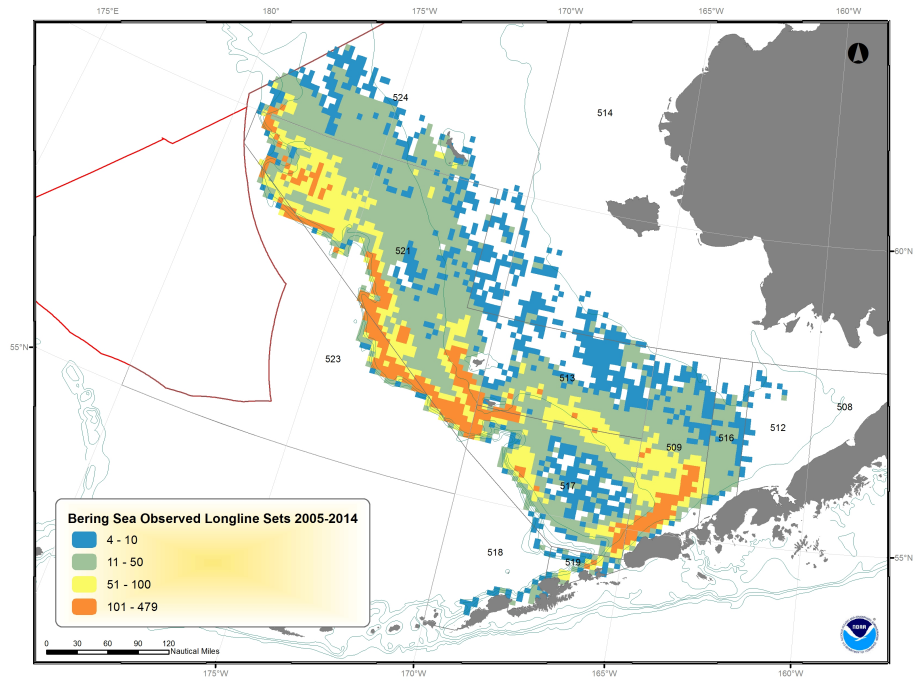 175°E 180° 175°W 170°W 165°W 160°W
524
514
521
60°N
55°N
523
513
508
512
516
509
517
Bering Sea Observed Longline Sets 2005-2014
4 - 10
11 - 50
51 - 100
101 - 479
518
519
55°N
NOAA
0 30 60 90 120
Nautical Miles
175°W 170°W 165°W 160°W